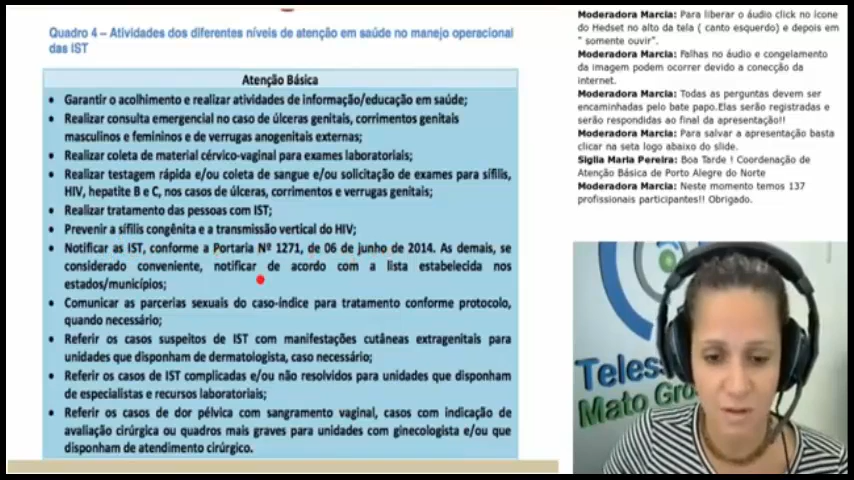 Quadro 4 – Atividades dos diferentes níveis de atenção em saúde no manejo operacional
das IST
Atenção Básica
• Garantir o acolhimento e realizar atividades de informação/educação em saúde;
• Realizar consulta emergencial no caso de úlceras genitais, corrimentos genitais
masculinos e femininos e de verrugas anogenitais externas;
• Realizar coleta de material cérvico-vaginal para exames laboratoriais;
• Realizar testagem rápida e/ou coleta de sangue e/ou solicitação de exames para sífilis,
HIV, hepatite B e C, nos casos de úlceras, corrimentos e verrugas genitais;
• Realizar tratamento das pessoas com IST;
• Prevenir a sífilis congênita e a transmissão vertical do HIV;
• Notificar as IST, conforme a Portaria Nº 1271, de 06 de junho de 2014. As demais, se
considerado conveniente, notificar de acordo com a lista estabelecida nos
estados/municípios;
• Comunicar as parcerias sexuais do caso-índice para tratamento conforme protocolo,
quando necessário;
• Referir os casos suspeitos de IST com manifestações cutâneas extragenitais para
unidades que disponham de dermatologista, caso necessário;
• Referir os casos de IST complicadas e/ou não resolvidos para unidades que disponham
de especialistas e recursos laboratoriais;
• Referir os casos de dor pélvica com sangramento vaginal, casos com indicação de
avaliação cirúrgica ou quadros mais graves para unidades com ginecologista e/ou que
disponham de atendimento cirúrgico.
Moderadora Marcia: Para liberar o áudio click no ícone
do Hedset no alto da tela ( canto esquerdo) e depois em
" somente ouvir".
Moderadora Marcia: Falhas no áudio e congelamento
da imagem podem ocorrer devido a conecção da
internet.
Moderadora Marcia: Todas as perguntas devem ser
encaminhadas pelo bate papo.Elas serão registradas e
serão respondidas ao final da apresentação!!
Moderadora Marcia: Para salvar a apresentação basta
clicar na seta logo abaixo do slide.
Siglia Maria Pereira: Boa Tarde ! Coordenação de
Atenção Básica de Porto Alegre do Norte
Moderadora Marcia: Neste momento temos 137
profissionais participantes!! Obrigado.
Teless
Mato Gro